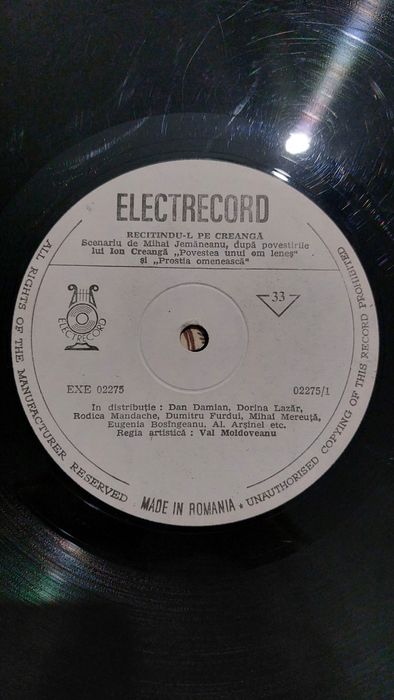 ELECTRECORD
RECITINDU-L PE CREANGĂ
Scenariu de Mihai Jemăneanu, după povestirile
lui Ion Creangă „Povestea unui om leneș"
și „Prostia omenească"
ELECTRECORD
33
EXE 02275
02275/1
In distribuție : Dan Damian, Dorina Lazăr,
Rodica Mandache, Dumitru Furdui, Mihai Mereuță,
Eugenia Bosînceanu, Al. Arșinel etc.
Regia artistică : Val Moldoveanu
ALL RIGHTS OF THE MANUFACTURER RESERVED
MADE IN ROMANIA
* UNAUTHORISED COPYING OF THIS RECORD PROHIBITED